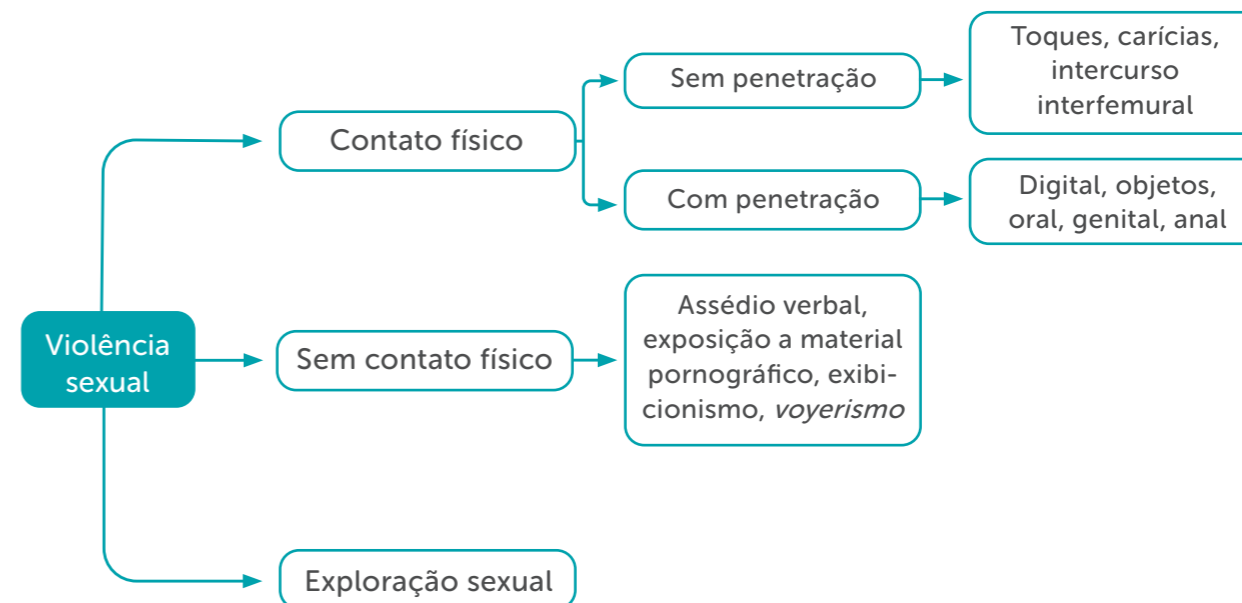 Toques, carícias,
intercurso
interfemural
Sem penetração
Contato físico
Com penetração
Digital, objetos,
oral, genital, anal
Violência
sexual
Sem contato físico
Assédio verbal,
exposição a material
pornográfico, exibi-
cionismo, voyerismo
Exploração sexual